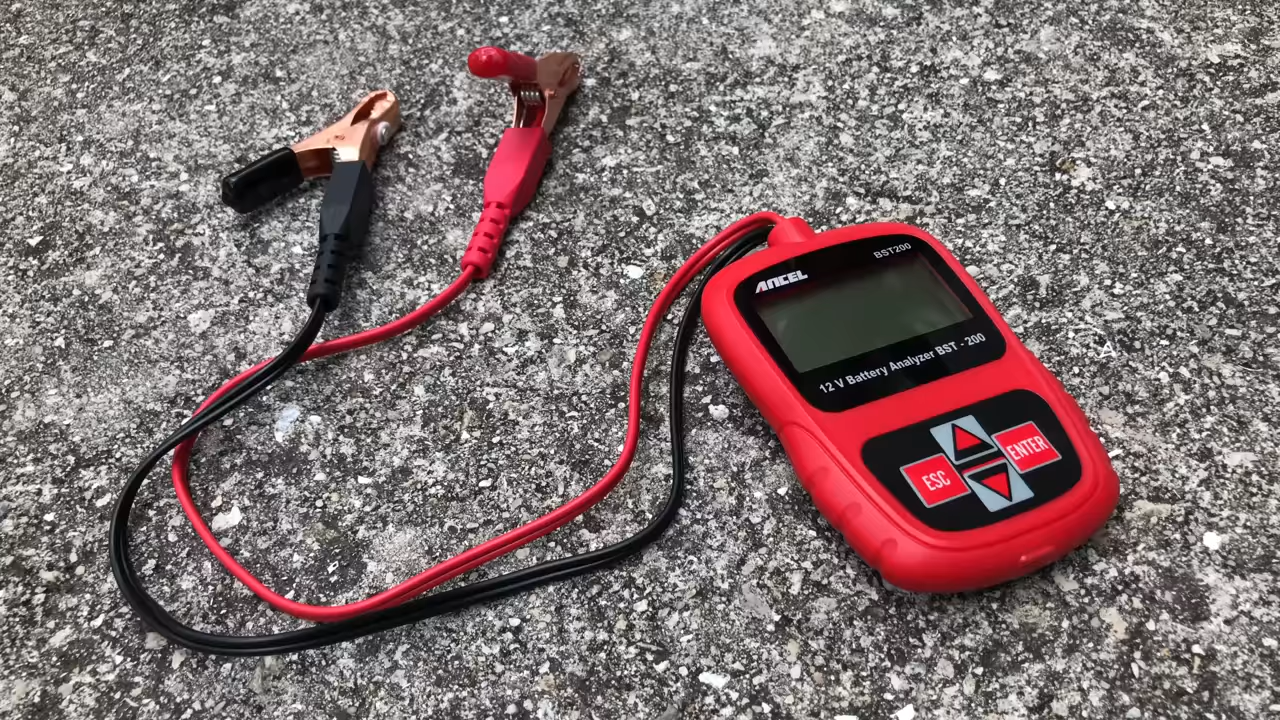 ANCEL
BST200
12 V Battery Analyzer BST - 200
ESC
ENTER